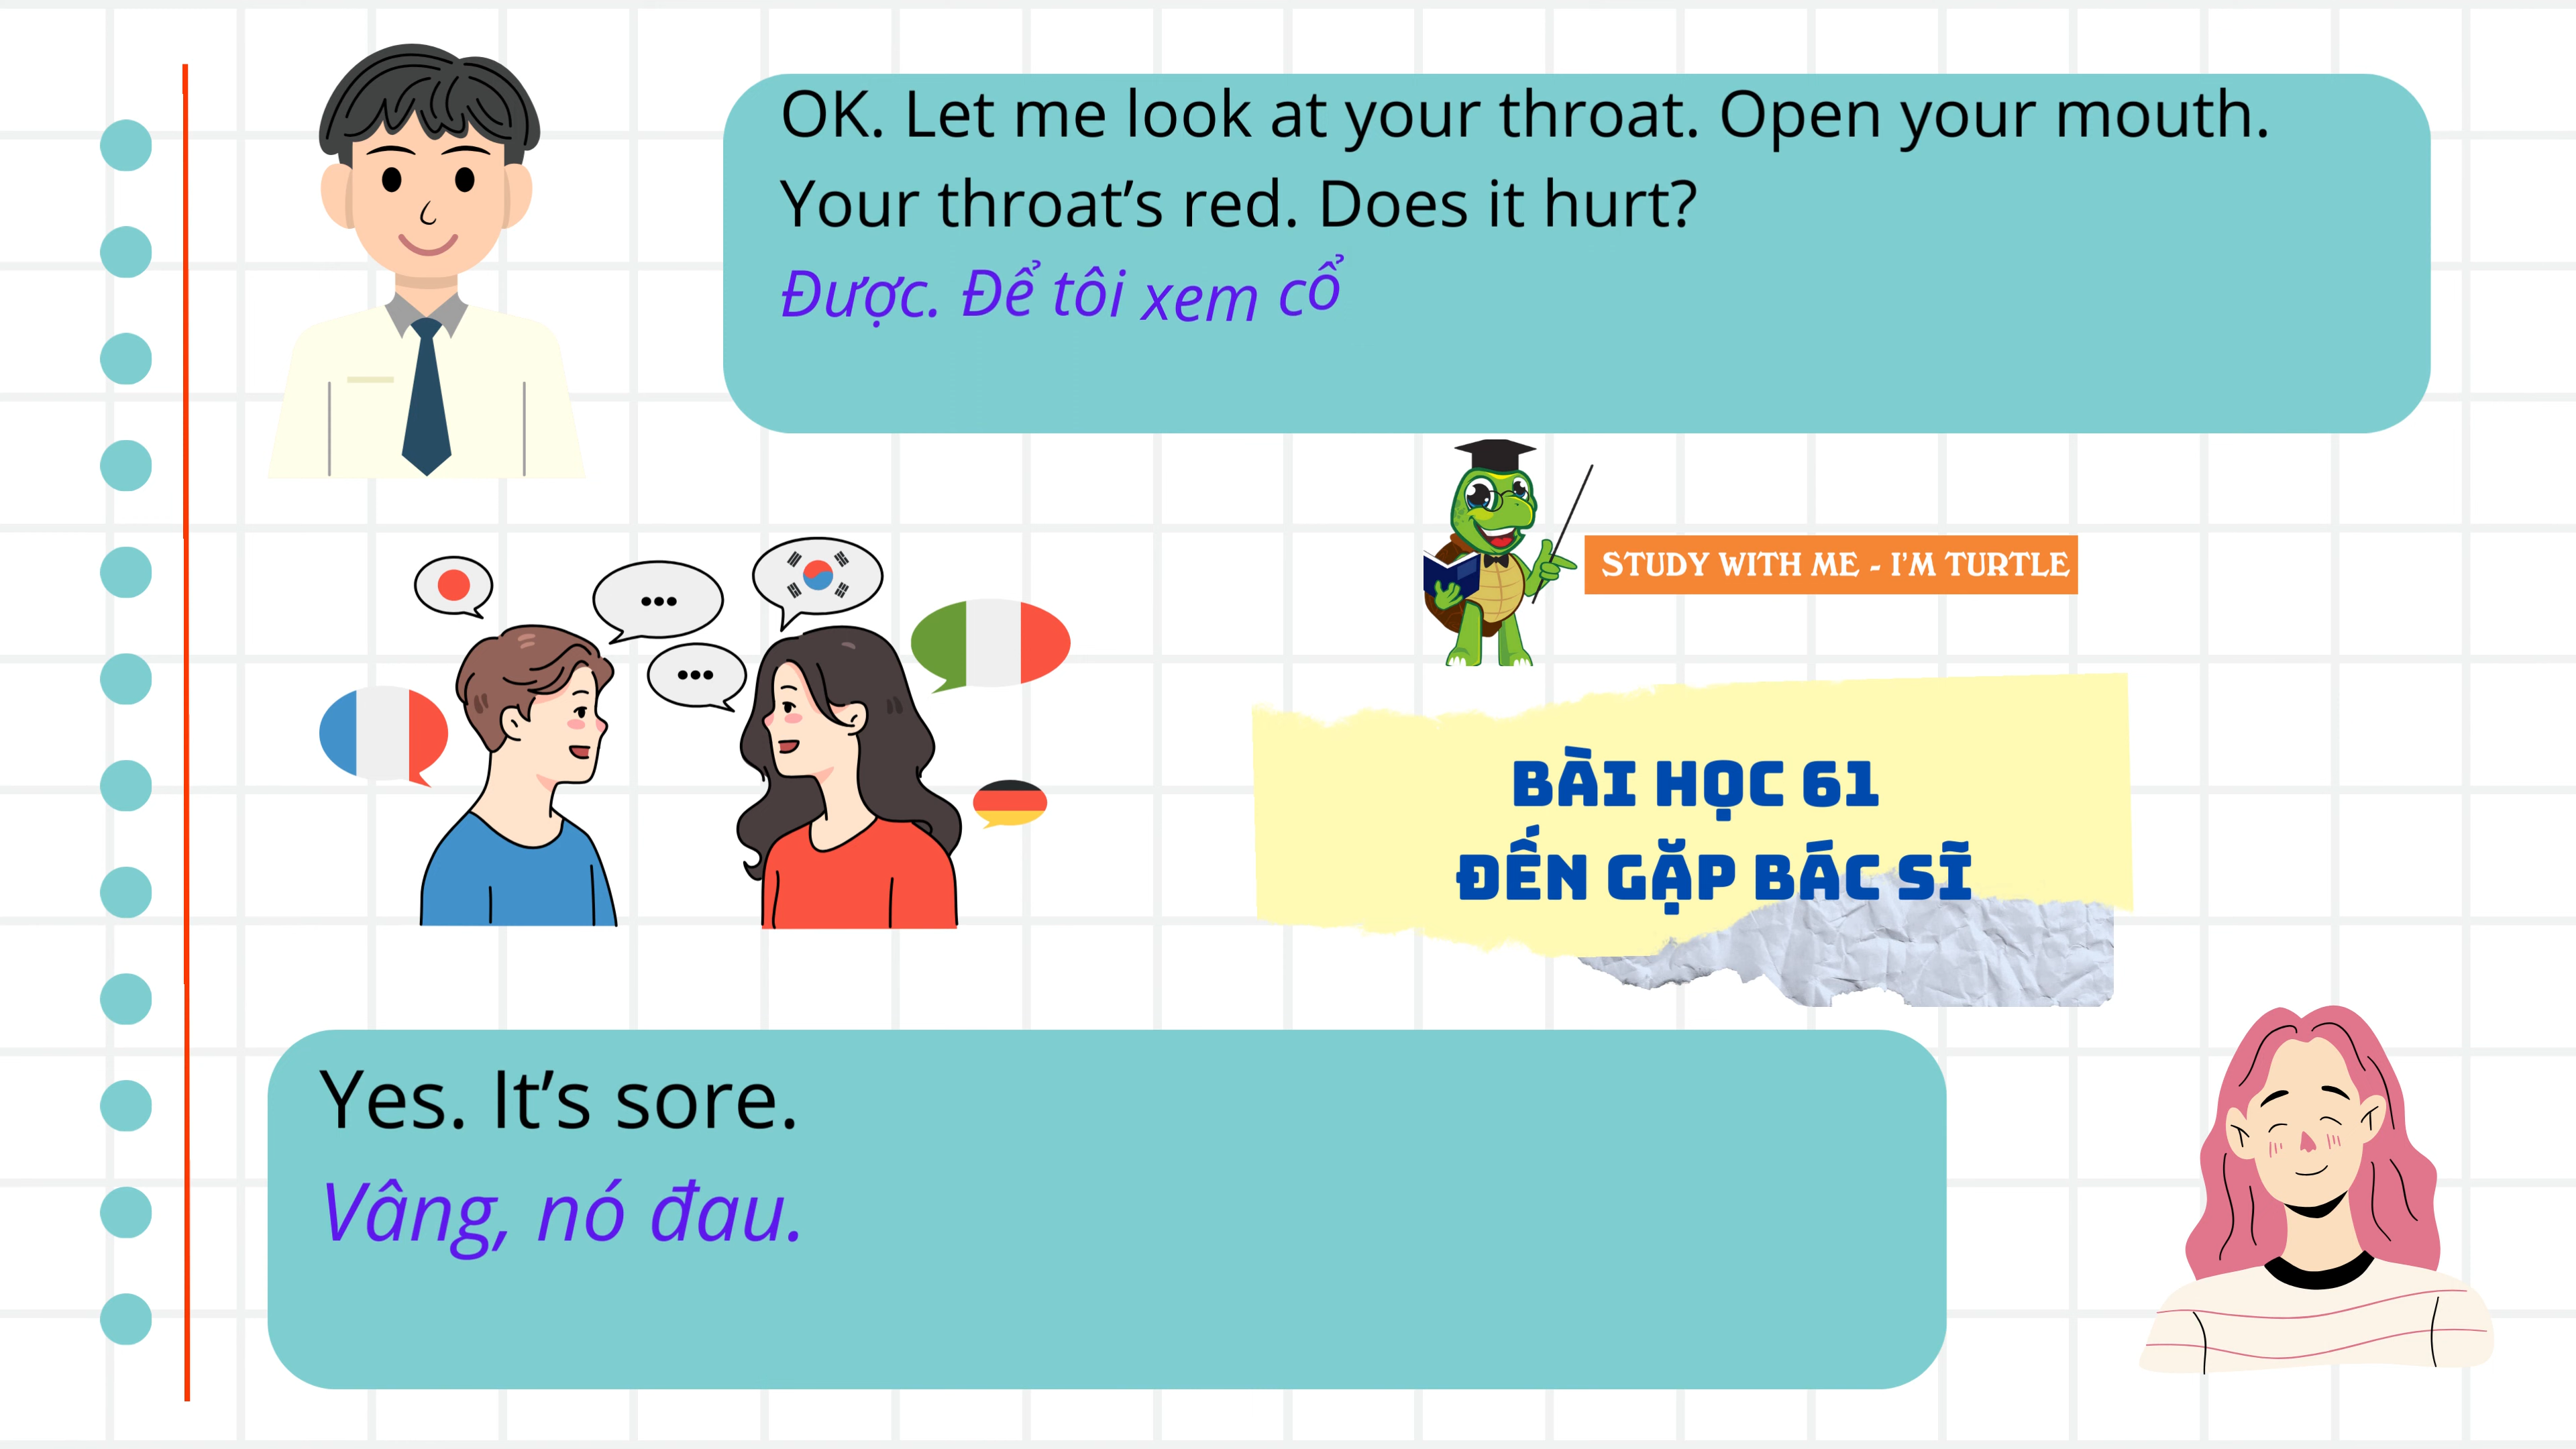 OK. Let me look at your throat. Open your mouth.
Your throat’s red. Does it hurt?
Được. Để tôi xem cổ
STUDY WITH ME - I'M TURTLE
BÀI HỌC 61
ĐẾN GẶP BÁC SĨ
Yes. It’s sore.
Vâng, nó đau.